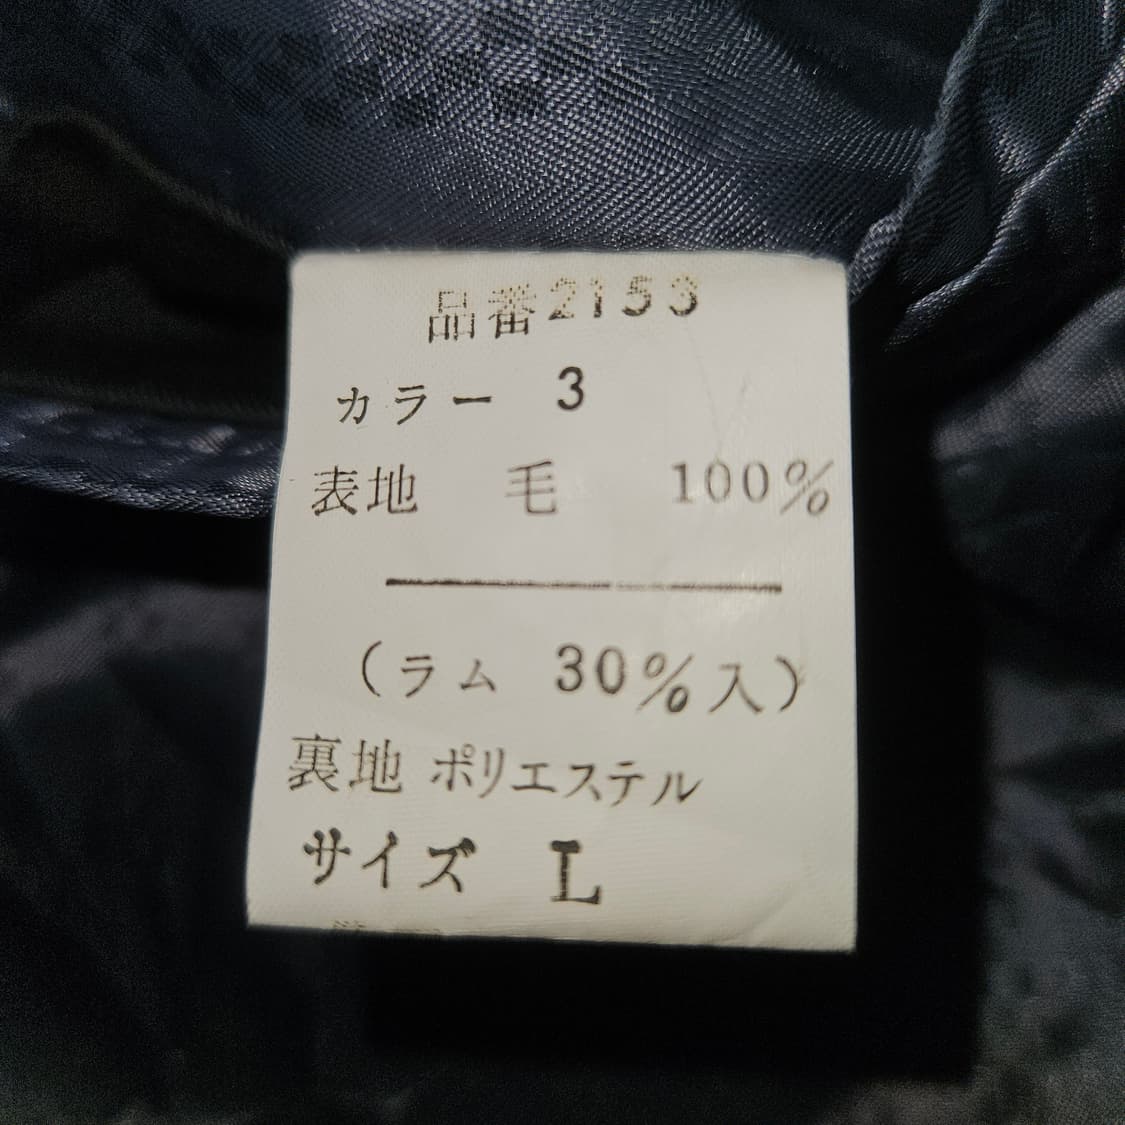 品番2153
カラー 3
表地 毛 100%
(ラム 30%入)
裏地 ポリエステル
サイズ L